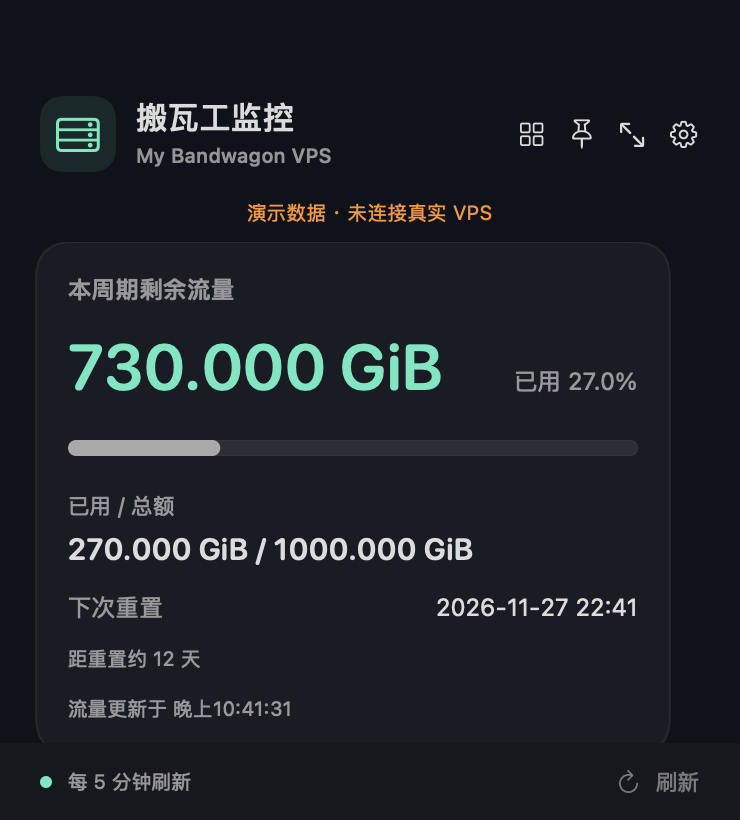 搬瓦工监控
My Bandwagon VPS
演示数据 · 未连接真实 VPS
本周期剩余流量
730.000 GiB
已用 27.0%
已用 / 总额
270.000 GiB / 1000.000 GiB
下次重置 2026-11-27 22:41
距重置约 12 天
流量更新于 晚上10:41:31
每 5 分钟刷新 刷新